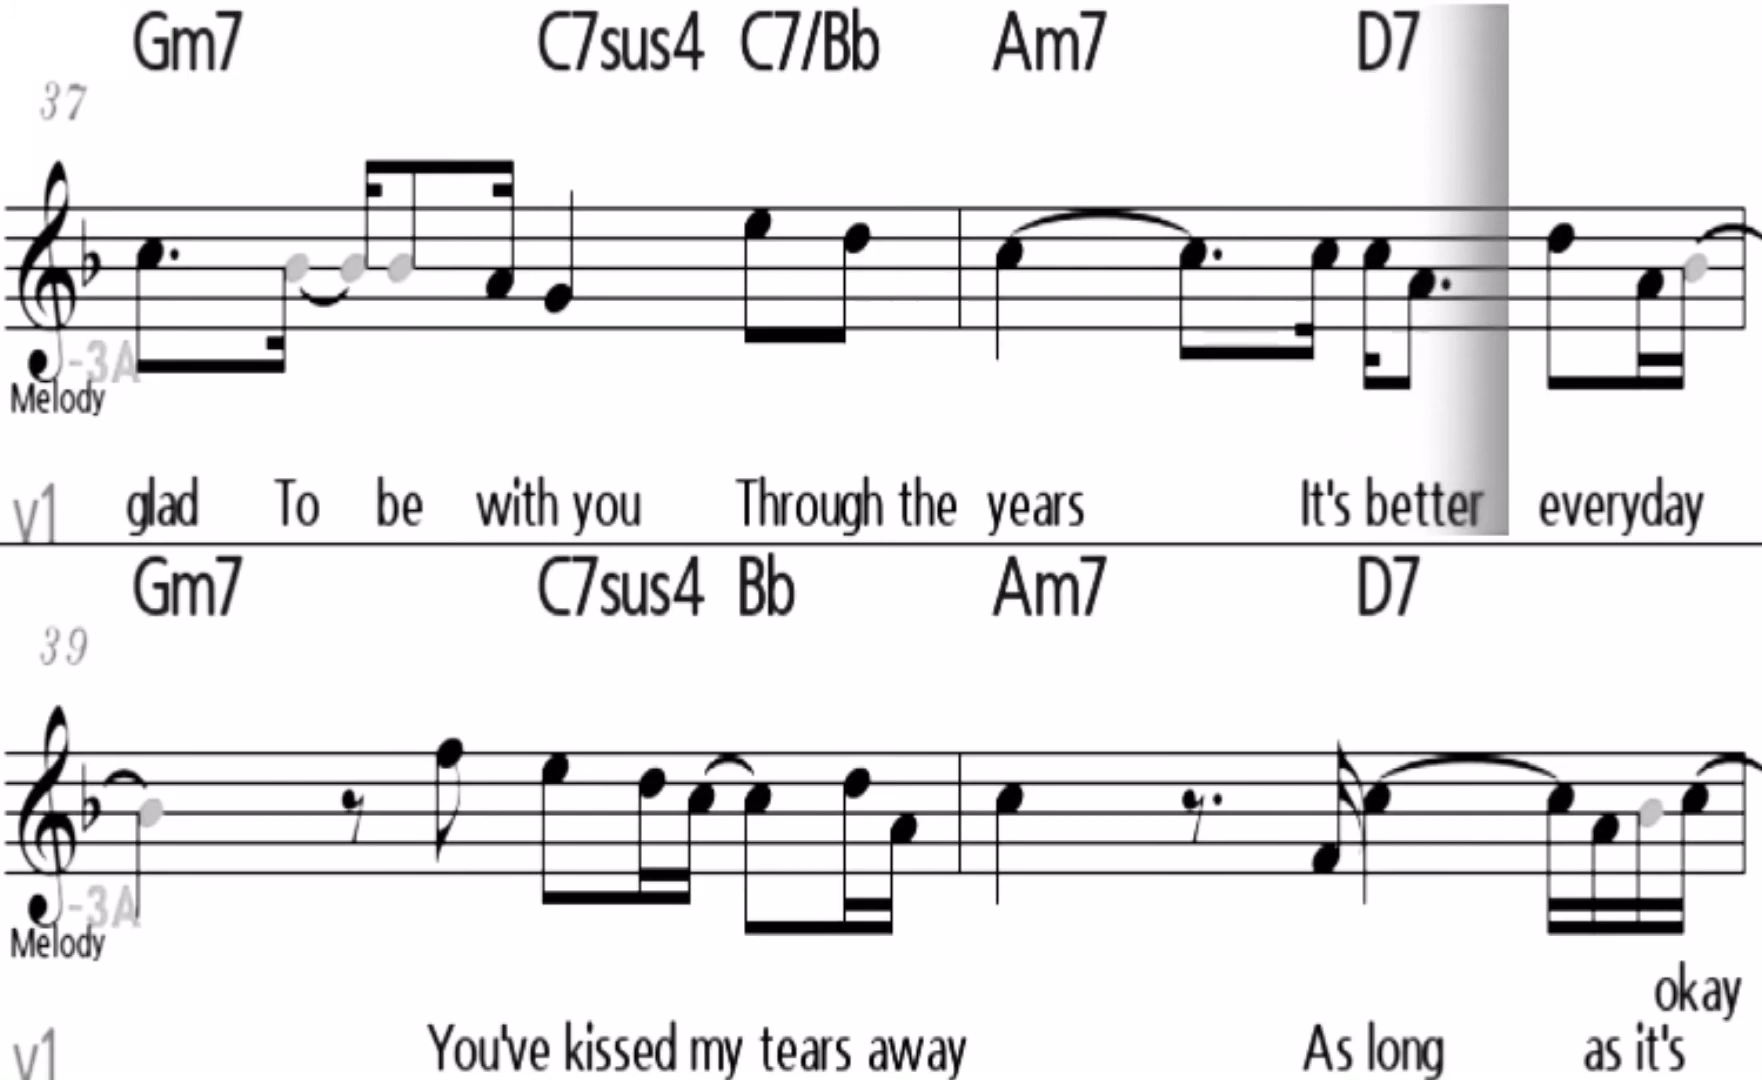 Gm7 C7sus4 C7/Bb Am7 D7
37
-3A
Melody
v1 glad To be with you Through the years It's better everyday
Gm7 C7sus4 Bb Am7 D7
39
-3A
Melody
okay
v1 You've kissed my tears away As long as it's